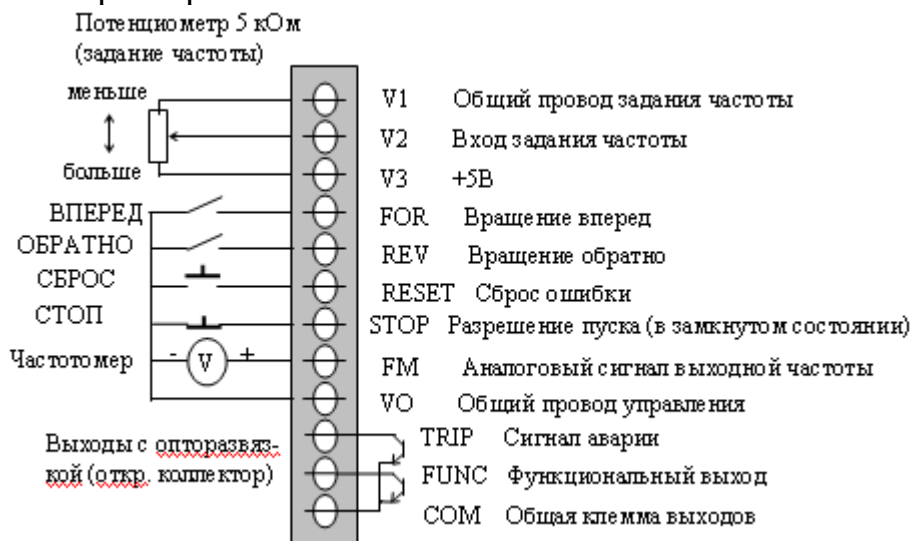 Потенциометр 5 кОм
(задание частоты)
меньше
V1 Общий провод задания частоты
V2 Вход задания частоты
больше
V3 +5В
ВПЕРЕД
FOR Вращение вперед
ОБРАТНО
REV Вращение обратно
СБРОС
RESET Сброс ошибки
СТОП
STOP Разрешение пуска (в замкнутом состоянии)
Частотомер - V +
FM Аналоговый сигнал выходной частоты
VO Общий провод управления
Выходы с опторазвяз-
кой (откр. коллектор)
TRIP Сигнал аварии
FUNC Функциональный выход
COM Общая клемма выходов